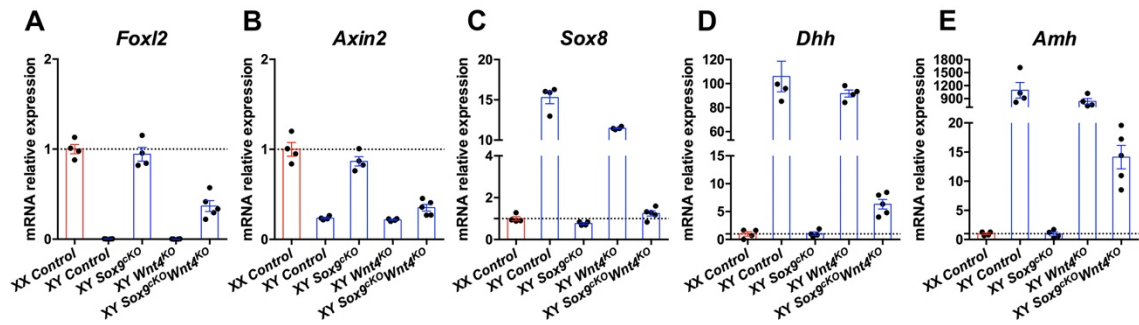 A
Foxl2
mRNA relative expression
2
1
0
XX Control
XY Control
XY Sox9cKO
XY Wnt4KO
XY Sox9cKOWnt4KO
B
Axin2
mRNA relative expression
2
1
0
XX Control
XY Control
XY Sox9cKO
XY Wnt4KO
XY Sox9cKOWnt4KO
C
Sox8
mRNA relative expression
20
15
10
4
2
1
0
XX Control
XY Control
XY Sox9cKO
XY Wnt4KO
XY Sox9cKOWnt4KO
D
Dhh
mRNA relative expression
120
100
80
60
15
10
5
1
0
XX Control
XY Control
XY Sox9cKO
XY Wnt4KO
XY Sox9cKOWnt4KO
E
Amh
mRNA relative expression
1800
1500
1200
900
20
15
10
5
1
0
XX Control
XY Control
XY Sox9cKO
XY Wnt4KO
XY Sox9cKOWnt4KO